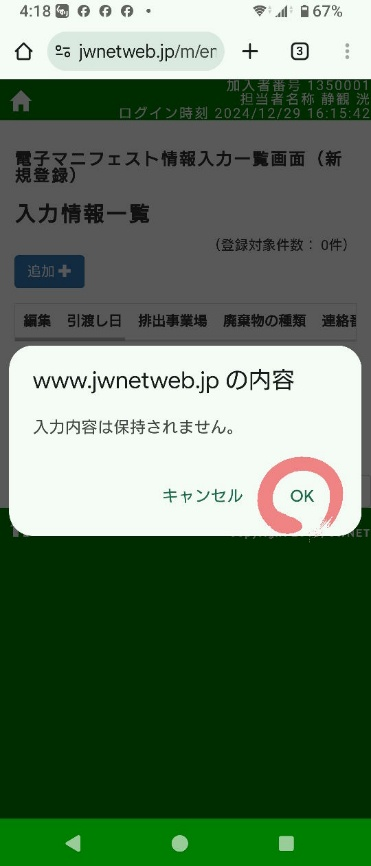 4:18
67%
jwnetweb.jp/m/er
3
加入者番号 1350001
担当者名称 静観 洸
ログイン時刻 2024/12/29 16:15:42
電子マニフェスト情報入力一覧画面（新
規登録）
入力情報一覧
（登録対象件数： 0件）
追加
編集 引渡し日 排出事業場 廃棄物の種類 連絡番
www.jwnetweb.jp の内容
入力内容は保持されません。
キャンセル OK